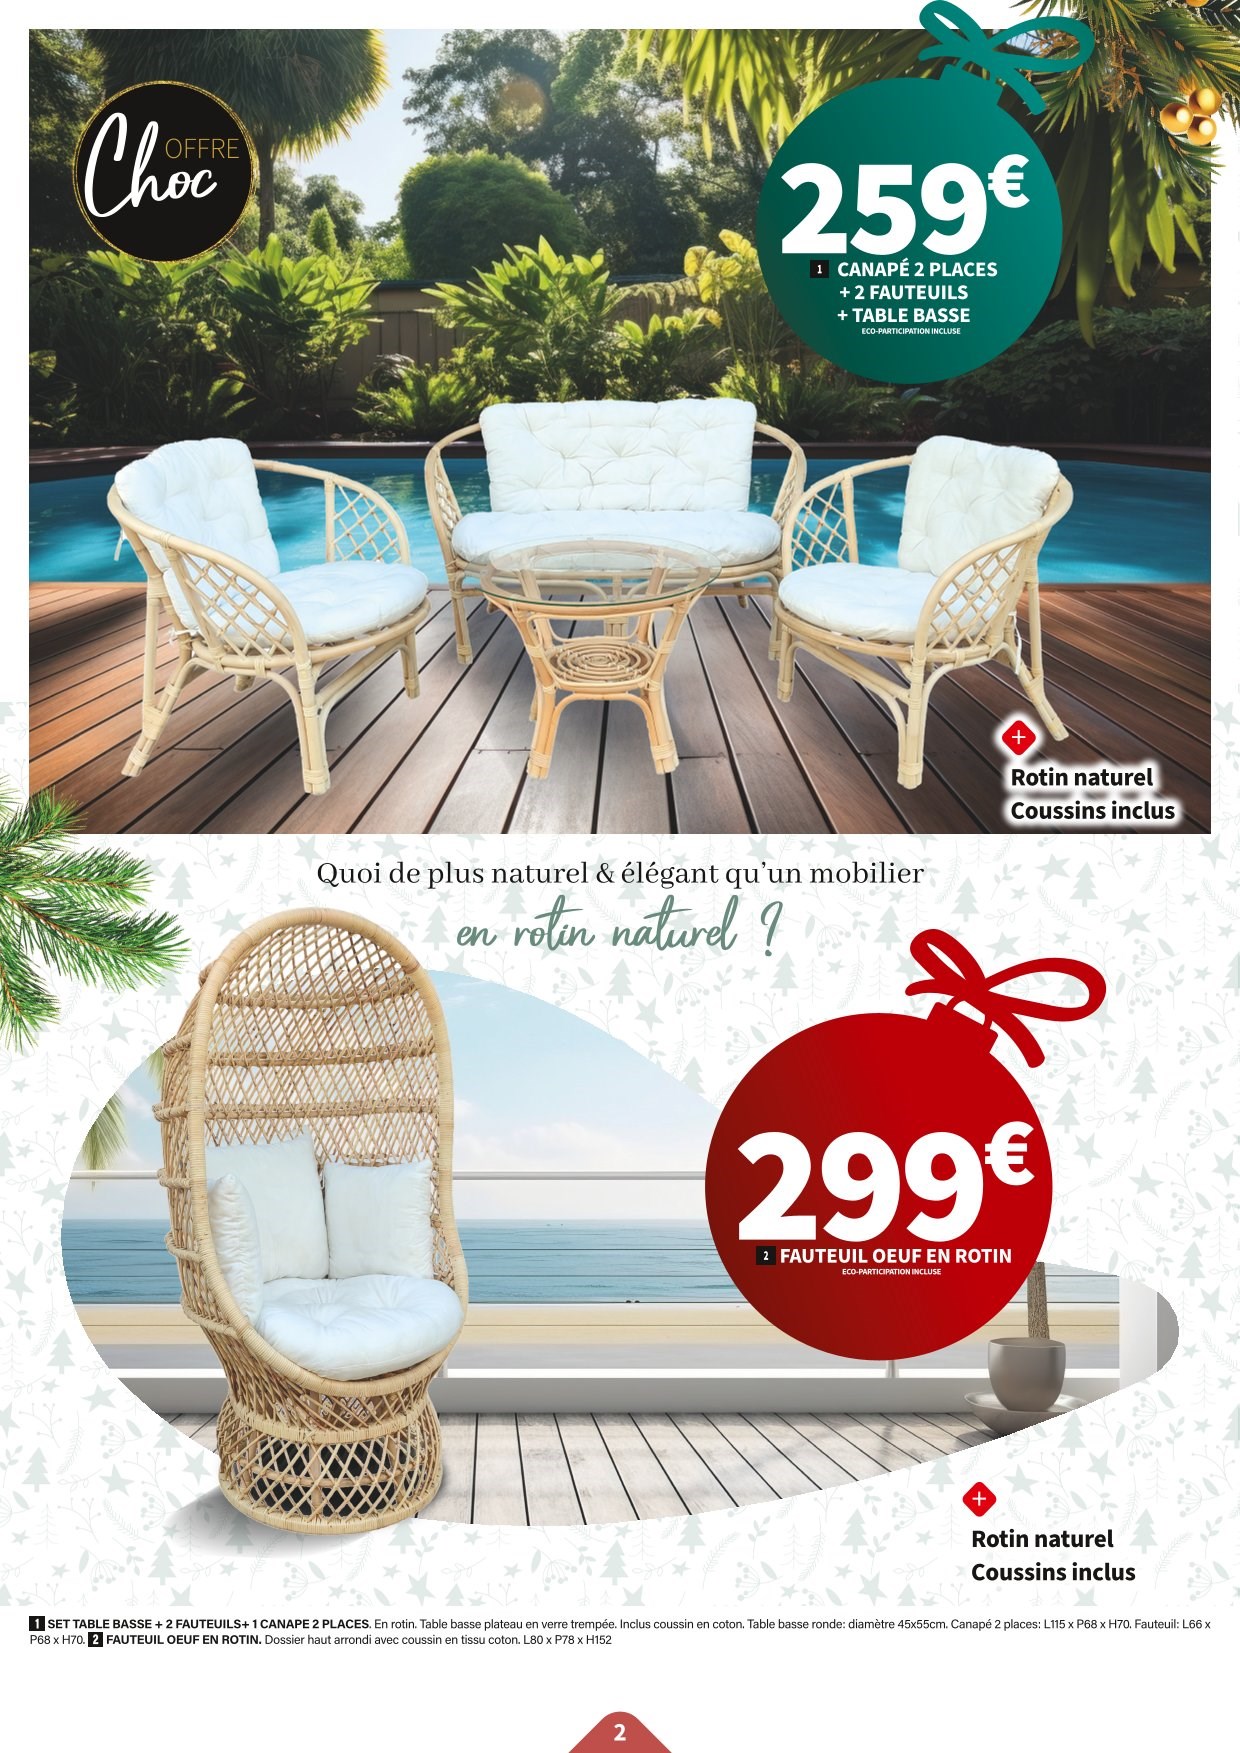 OFFRE
Choc
259€
1 CANAPÉ 2 PLACES
+ 2 FAUTEUILS
+ TABLE BASSE
ECO-PARTICIPATION INCLUSE
+
Rotin naturel
Coussins inclus
Quoi de plus naturel & élégant qu’un mobilier
en rotin naturel ?
299€
2 FAUTEUIL OEUF EN ROTIN
ECO-PARTICIPATION INCLUSE
+
Rotin naturel
Coussins inclus
1 SET TABLE BASSE + 2 FAUTEUILS+ 1 CANAPE 2 PLACES. En rotin. Table basse plateau en verre trempée. Inclus coussin en coton. Table basse ronde: diamètre 45x55cm. Canapé 2 places: L115 x P68 x H70. Fauteuil: L66 x
P68 x H70. 2 FAUTEUIL OEUF EN ROTIN. Dossier haut arrondi avec coussin en tissu coton. L80 x P78 x H152
2